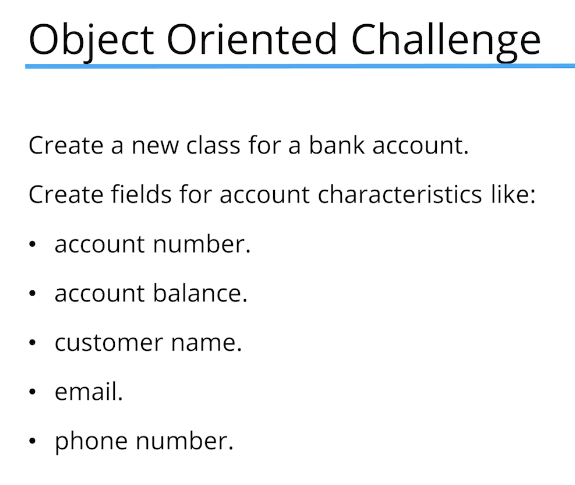 Object Oriented Challenge
Create a new class for a bank account.
Create fields for account characteristics like:
• account number.
• account balance.
• customer name.
• email.
• phone number.